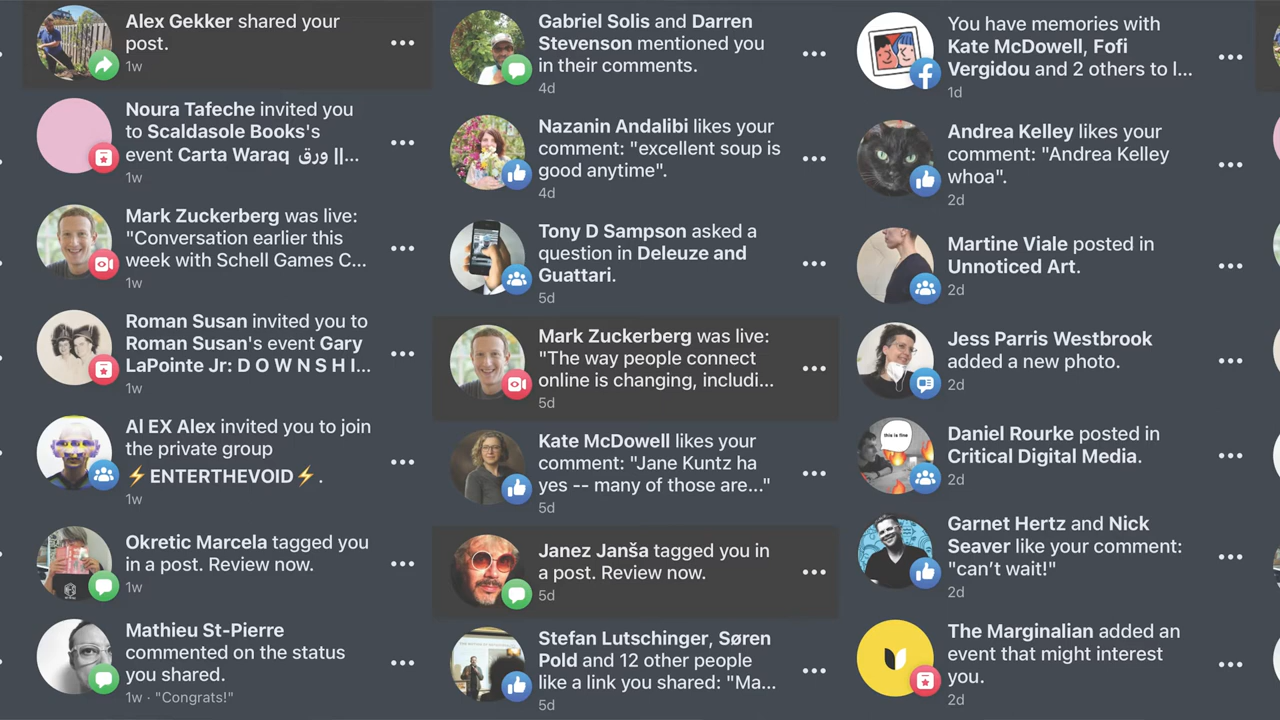 Alex Gekker shared your
post.
1w
Noura Tafeche invited you
to Scaldasole Books's
event Carta Waraq ورق ||...
1w
Mark Zuckerberg was live:
"Conversation earlier this
week with Schell Games C...
1w
Roman Susan invited you to
Roman Susan's event Gary
LaPointe Jr: D O W N S H I...
1w
Al EX Alex invited you to join
the private group
⚡ENTERTHEVOID⚡.
1w
Okretic Marcela tagged you
in a post. Review now.
1w
Mathieu St-Pierre
commented on the status
you shared.
1w · "Congrats!"
Gabriel Solis and Darren
Stevenson mentioned you
in their comments.
4d
Nazanin Andalibi likes your
comment: "excellent soup is
good anytime".
4d
Tony D Sampson asked a
question in Deleuze and
Guattari.
5d
Mark Zuckerberg was live:
"The way people connect
online is changing, includi...
5d
Kate McDowell likes your
comment: "Jane Kuntz ha
yes -- many of those are..."
5d
Janez Janša tagged you in
a post. Review now.
5d
Stefan Lutschinger, Søren
Pold and 12 other people
like a link you shared: "Ma...
5d
You have memories with
Kate McDowell, Fofi
Vergidou and 2 others to l...
1d
Andrea Kelley likes your
comment: "Andrea Kelley
whoa".
2d
Martine Viale posted in
Unnoticed Art.
2d
Jess Parris Westbrook
added a new photo.
2d
this is fine
Daniel Rourke posted in
Critical Digital Media.
2d
Garnet Hertz and Nick
Seaver like your comment:
"can't wait!"
2d
The Marginalian added an
event that might interest
you.
2d